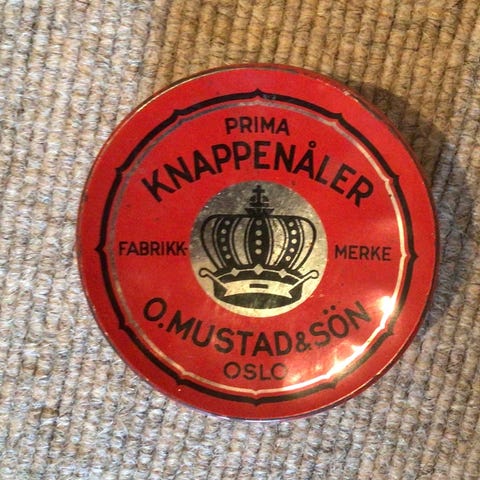 PRIMA
KNAPPENÅLER
FABRIKK- MERKE
O.MUSTAD & SÖN
OSLO